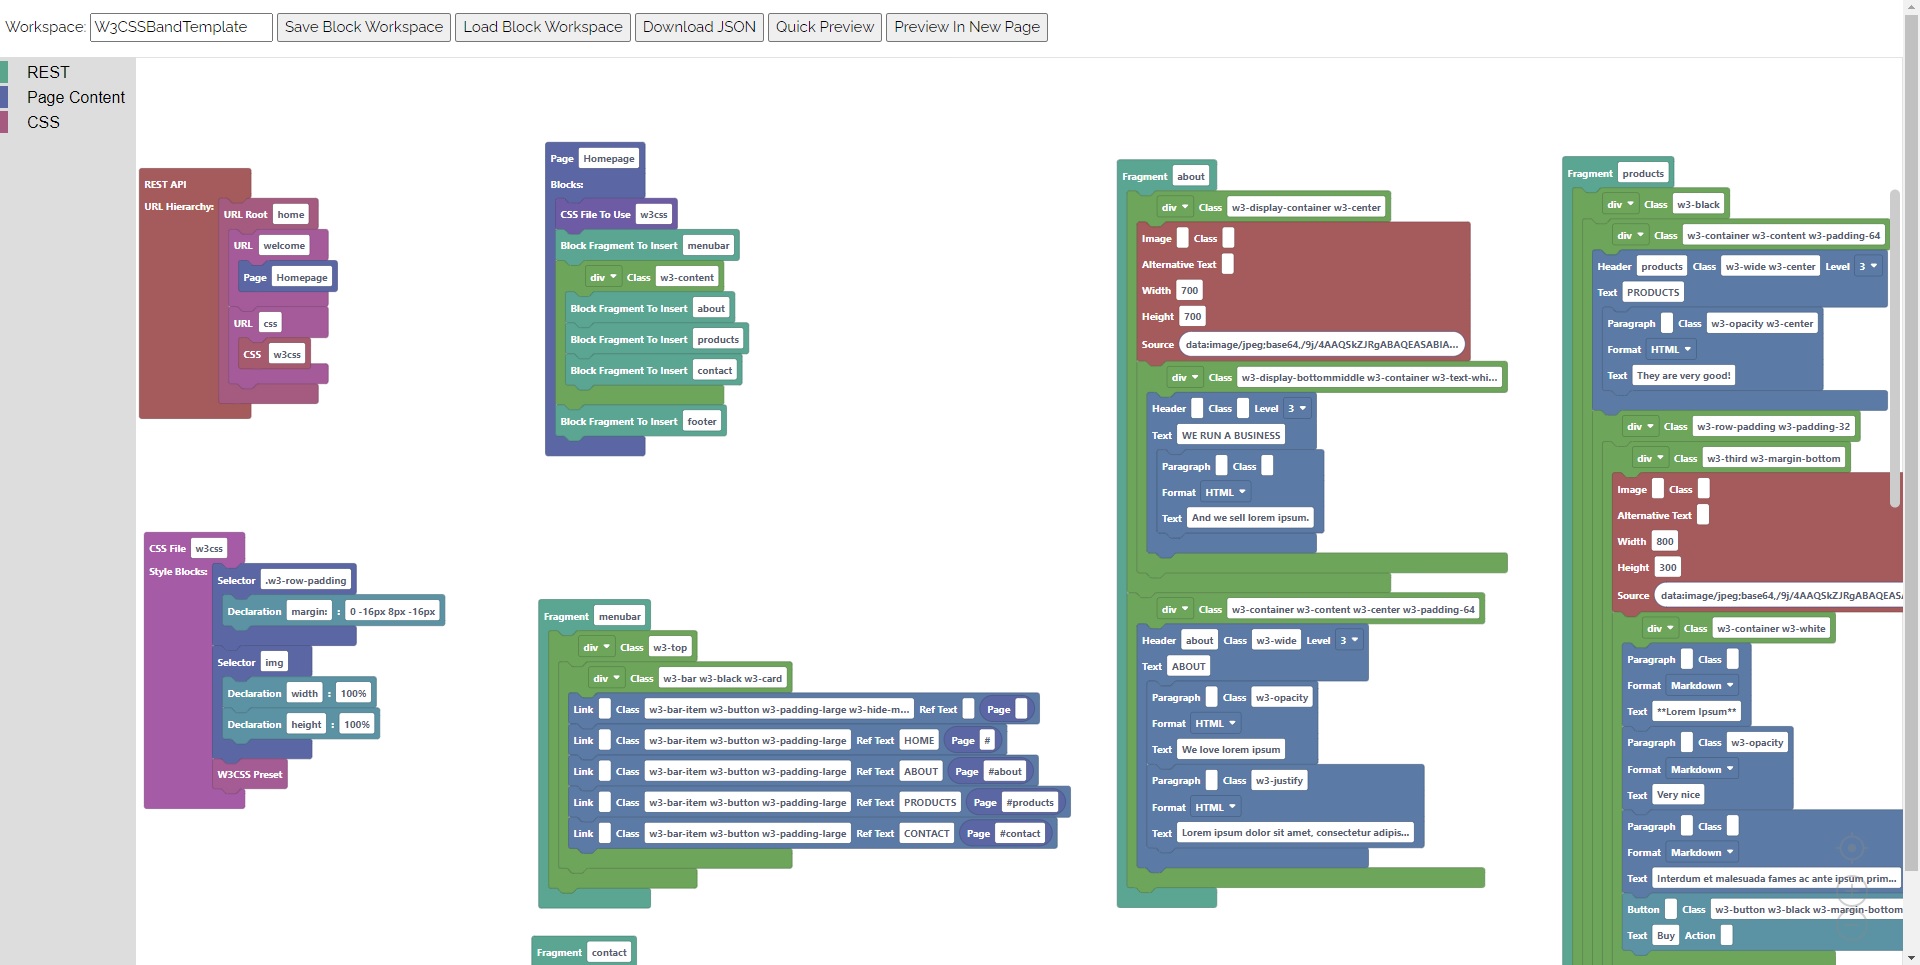 Workspace: W3CSSBandTemplate Save Block Workspace Load Block Workspace Download JSON Quick Preview Preview In New Page
REST
Page Content
CSS
REST API
URL Hierarchy:
URL Root home
URL welcome
Page Homepage
URL css
CSS w3css
CSS File w3css
Style Blocks:
Selector .w3-row-padding
Declaration margin: : 0 -16px 8px -16px
Selector img
Declaration width : 100%
Declaration height : 100%
W3CSS Preset
Page Homepage
Blocks:
CSS File To Use w3css
Block Fragment To Insert menubar
div Class w3-content
Block Fragment To Insert about
Block Fragment To Insert products
Block Fragment To Insert contact
Block Fragment To Insert footer
Fragment menubar
div Class w3-top
div Class w3-bar w3-black w3-card
Link Class w3-bar-item w3-button w3-padding-large w3-hide-m... Ref Text Page
Link Class w3-bar-item w3-button w3-padding-large Ref Text HOME Page #
Link Class w3-bar-item w3-button w3-padding-large Ref Text ABOUT Page #about
Link Class w3-bar-item w3-button w3-padding-large Ref Text PRODUCTS Page #products
Link Class w3-bar-item w3-button w3-padding-large Ref Text CONTACT Page #contact
Fragment contact
Fragment about
div Class w3-display-container w3-center
Image Class
Alternative Text
Width 700
Height 700
Source data:image/jpeg;base64,/9j/4AAQSkZJRgABAQEASABIA...
div Class w3-display-bottommiddle w3-container w3-text-whi...
Header Class Level 3
Text WE RUN A BUSINESS
Paragraph Class
Format HTML
Text And we sell lorem ipsum.
div Class w3-container w3-content w3-center w3-padding-64
Header about Class w3-wide Level 3
Text ABOUT
Paragraph Class w3-opacity
Format HTML
Text We love lorem ipsum
Paragraph Class w3-justify
Format HTML
Text Lorem ipsum dolor sit amet, consectetur adipis...
Fragment products
div Class w3-black
div Class w3-container w3-content w3-padding-64
Header products Class w3-wide w3-center Level 3
Text PRODUCTS
Paragraph Class w3-opacity w3-center
Format HTML
Text They are very good!
div Class w3-row-padding w3-padding-32
div Class w3-third w3-margin-bottom
Image Class
Alternative Text
Width 800
Height 300
Source data:image/jpeg;base64,/9j/4AAQSkZJRgABAQEAS
div Class w3-container w3-white
Paragraph Class
Format Markdown
Text **Lorem Ipsum**
Paragraph Class w3-opacity
Format Markdown
Text Very nice
Paragraph Class
Format Markdown
Text Interdum et malesuada fames ac ante ipsum prim...
Button Class w3-button w3-black w3-margin-bottom
Text Buy Action